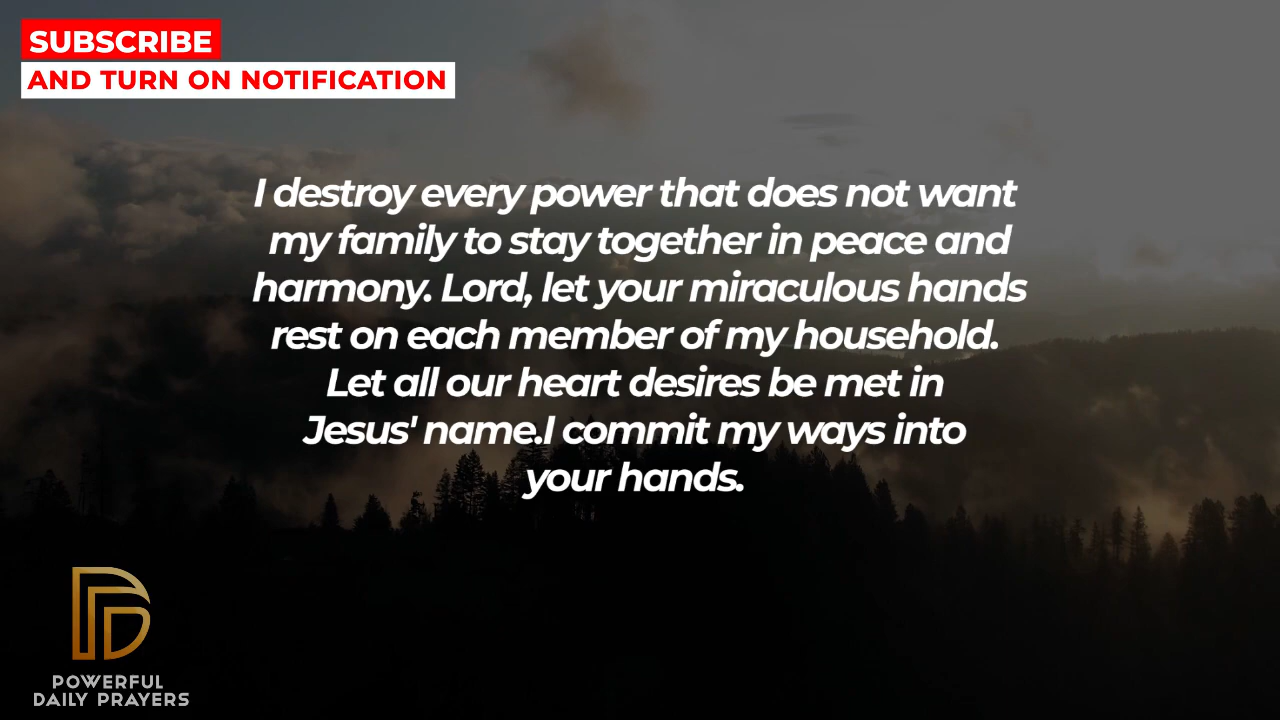 SUBSCRIBE
AND TURN ON NOTIFICATION
I destroy every power that does not want
my family to stay together in peace and
harmony. Lord, let your miraculous hands
rest on each member of my household.
Let all our heart desires be met in
Jesus' name.I commit my ways into
your hands.
POWERFUL
DAILY PRAYERS